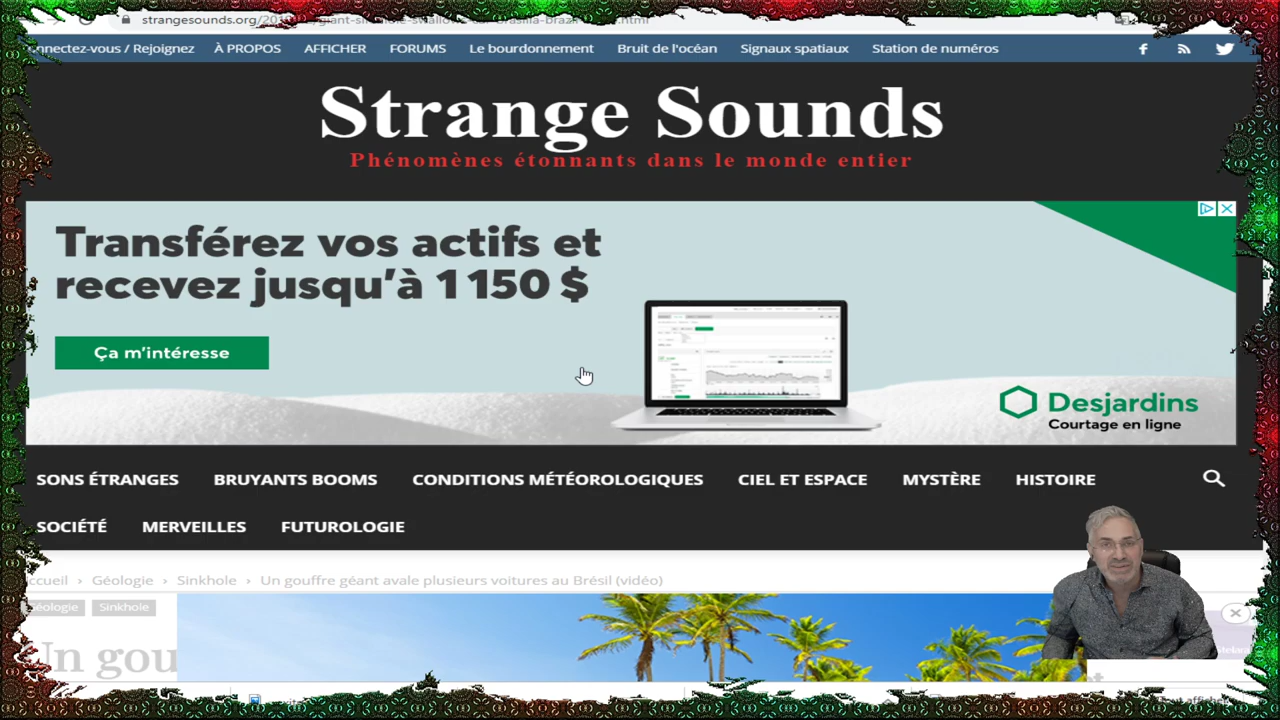 strangesounds.org/
nnectez-vous / Rejoignez À PROPOS AFFICHER FORUMS Le bourdonnement Bruit de l'océan Signaux spatiaux Station de numéros
Strange Sounds
Phénomènes étonnants dans le monde entier
Transférez vos actifs et
recevez jusqu'à 1 150 $
Ça m'intéresse
Desjardins
Courtage en ligne
SONS ÉTRANGES BRUYANTS BOOMS CONDITIONS MÉTÉOROLOGIQUES CIEL ET ESPACE MYSTÈRE HISTOIRE
SOCIÉTÉ MERVEILLES FUTUROLOGIE
ccueil › Géologie › Sinkhole › Un gouffre géant avale plusieurs voitures au Brésil (vidéo)
Géologie Sinkhole
Un gou